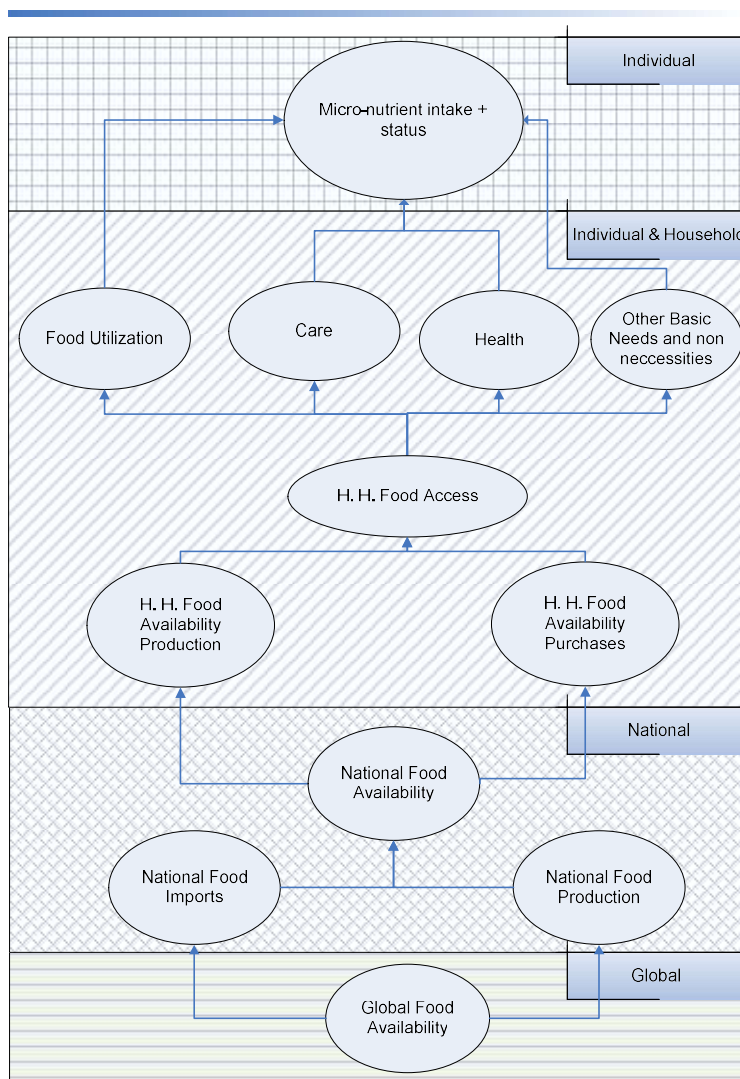 Individual
Micro-nutrient intake +
status
Individual & Household
Food Utilization
Care
Health
Other Basic
Needs and non
neccessities
H. H. Food Access
H. H. Food
Availability
Production
H. H. Food
Availability
Purchases
National
National Food
Availability
National Food
Imports
National Food
Production
Global
Global Food
Availability